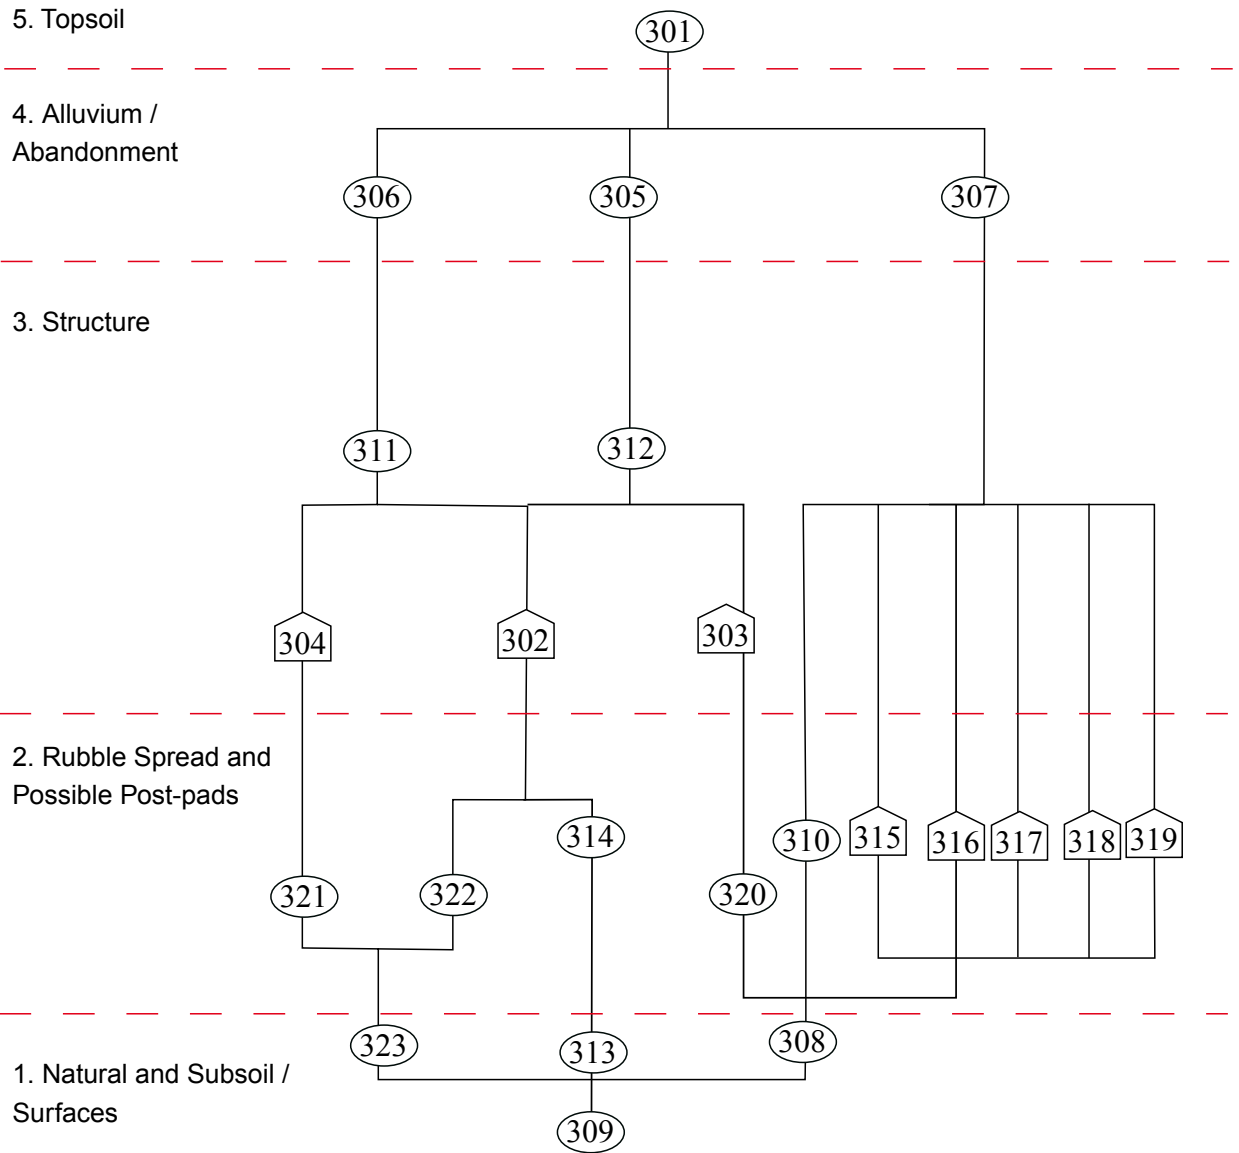 5. Topsoil
301
4. Alluvium /
Abandonment
306
305
307
3. Structure
311
312
304
302
303
2. Rubble Spread and
Possible Post-pads
314
310
315
316
317
318
319
321
322
320
323
313
308
1. Natural and Subsoil /
Surfaces
309